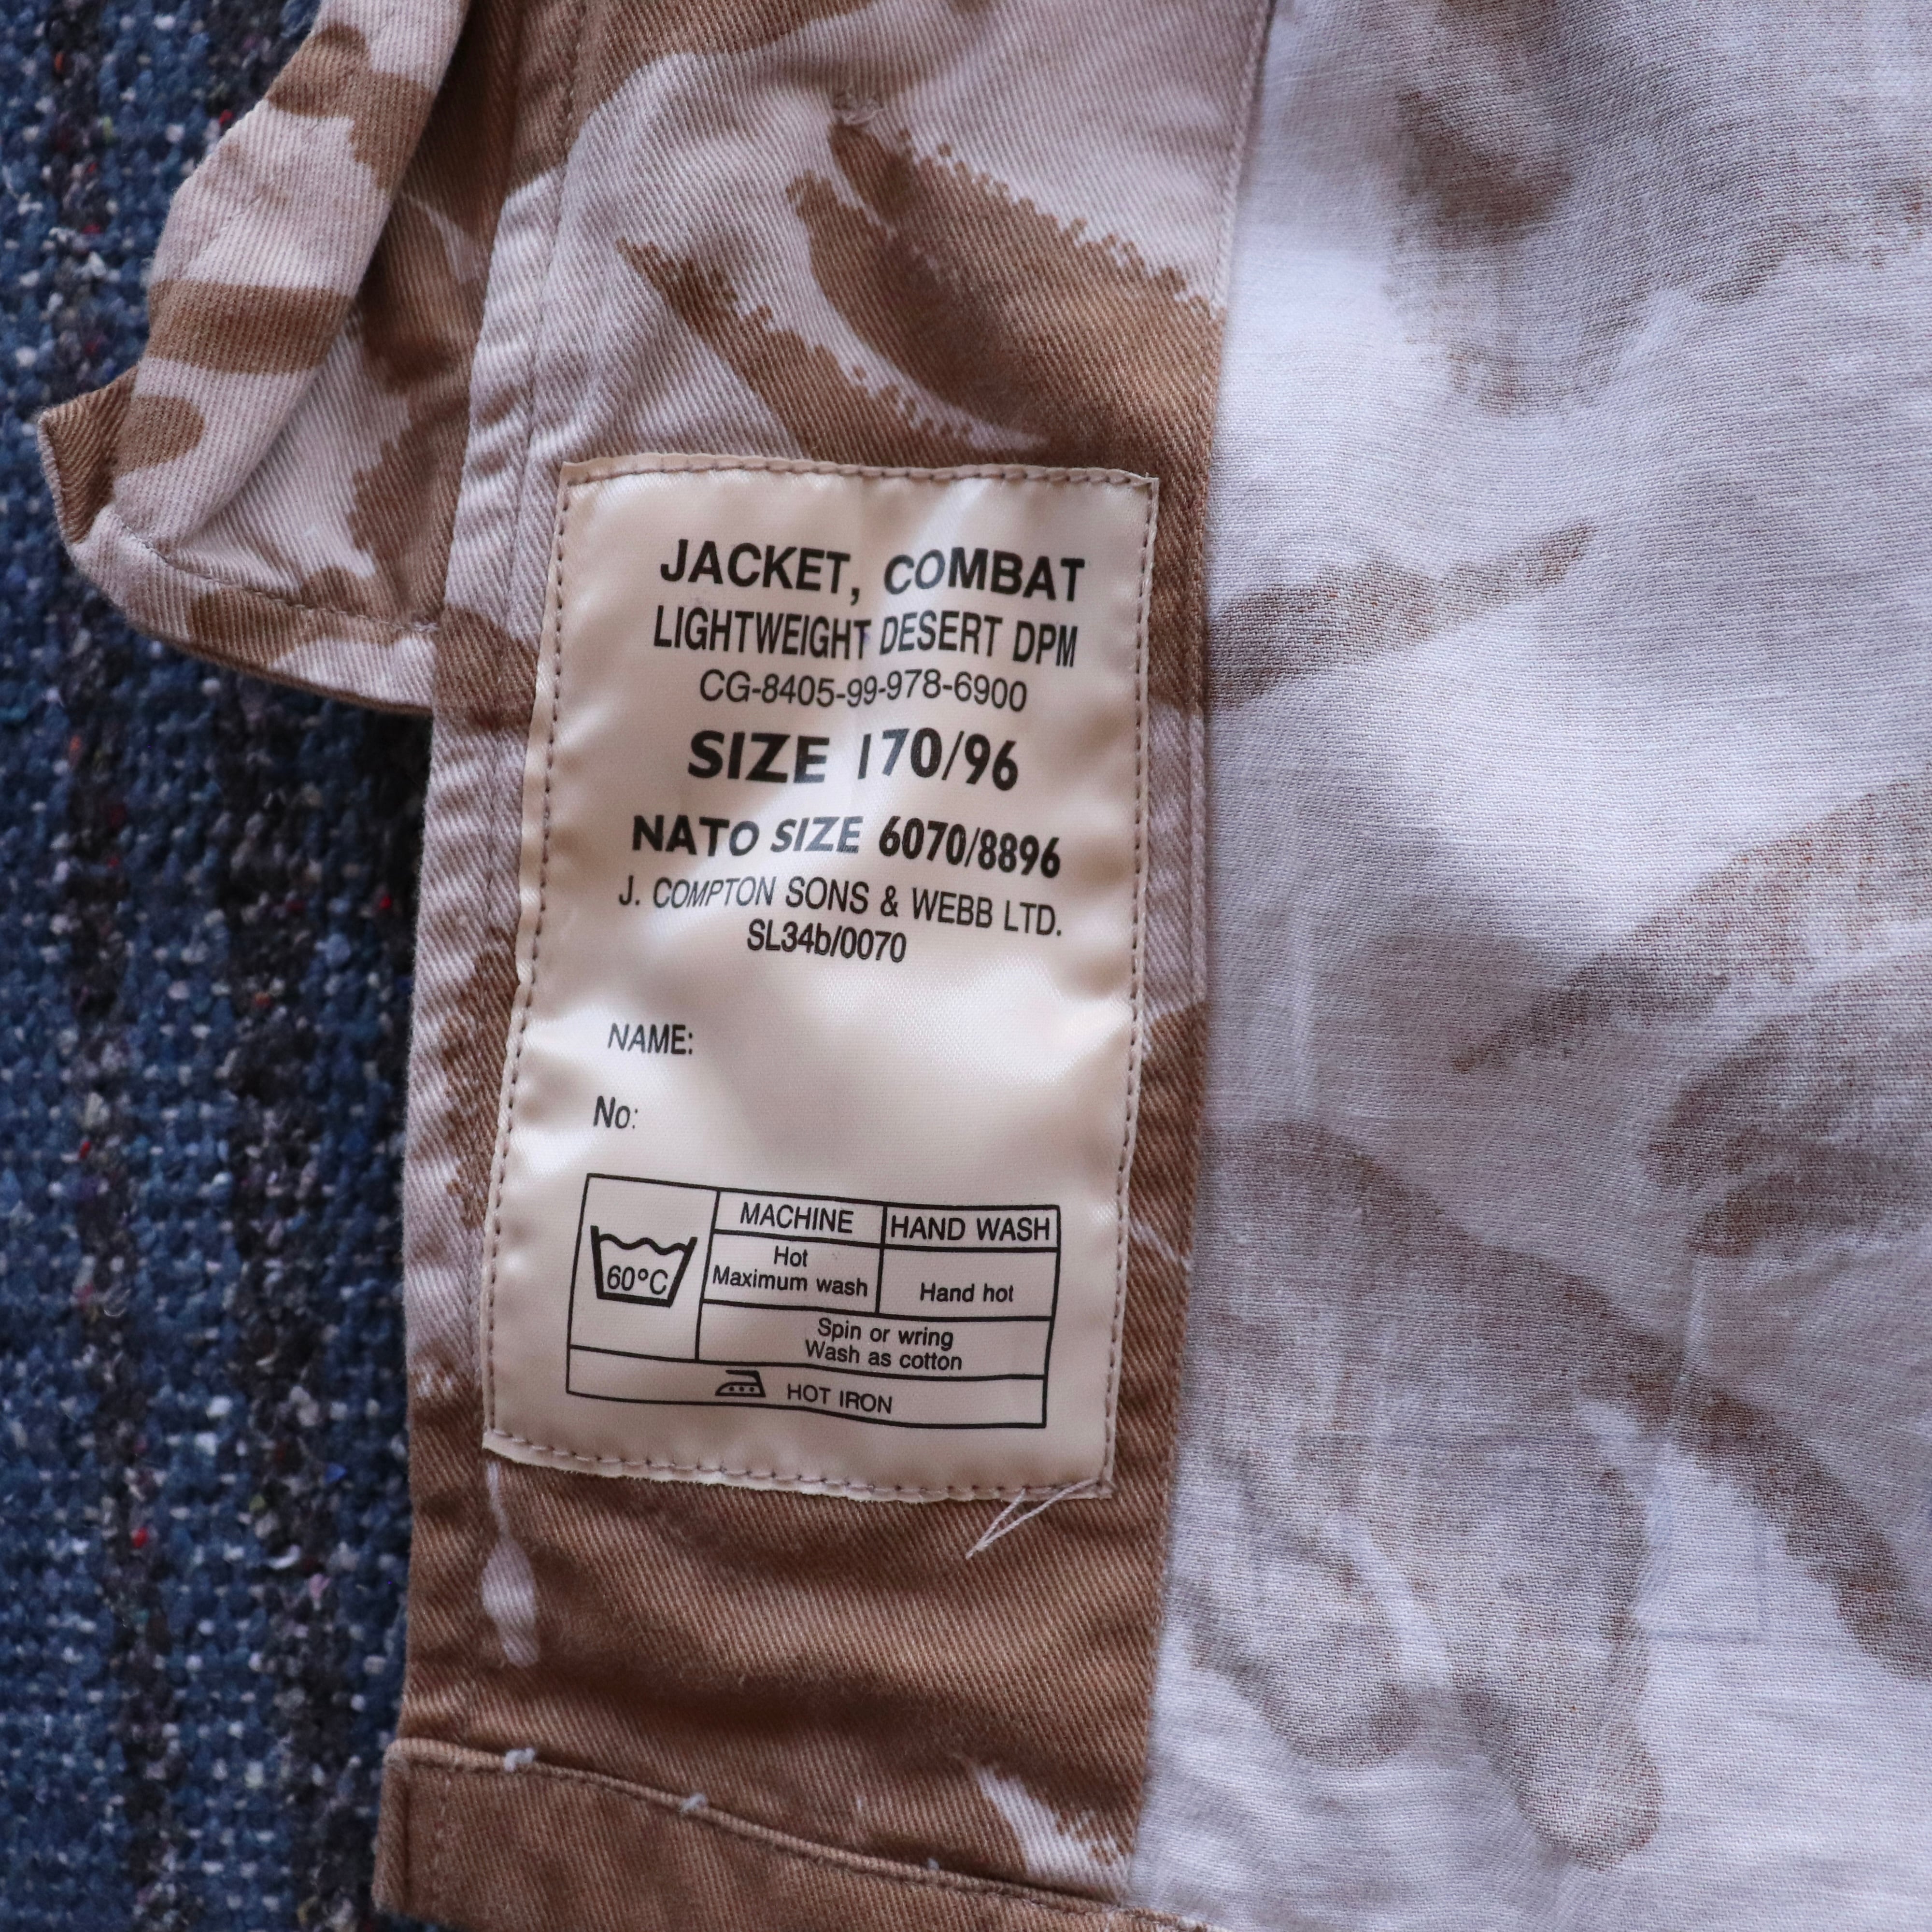 JACKET, COMBAT
LIGHTWEIGHT DESERT DPM
CG-8405-99-978-6900
SIZE 170/96
NATO SIZE 6070/8896
J. COMPTON SONS & WEBB LTD.
SL34b/0070
NAME:
No:
MACHINE HAND WASH
60°C
Hot
Maximum wash
Hand hot
Spin or wring
Wash as cotton
HOT IRON